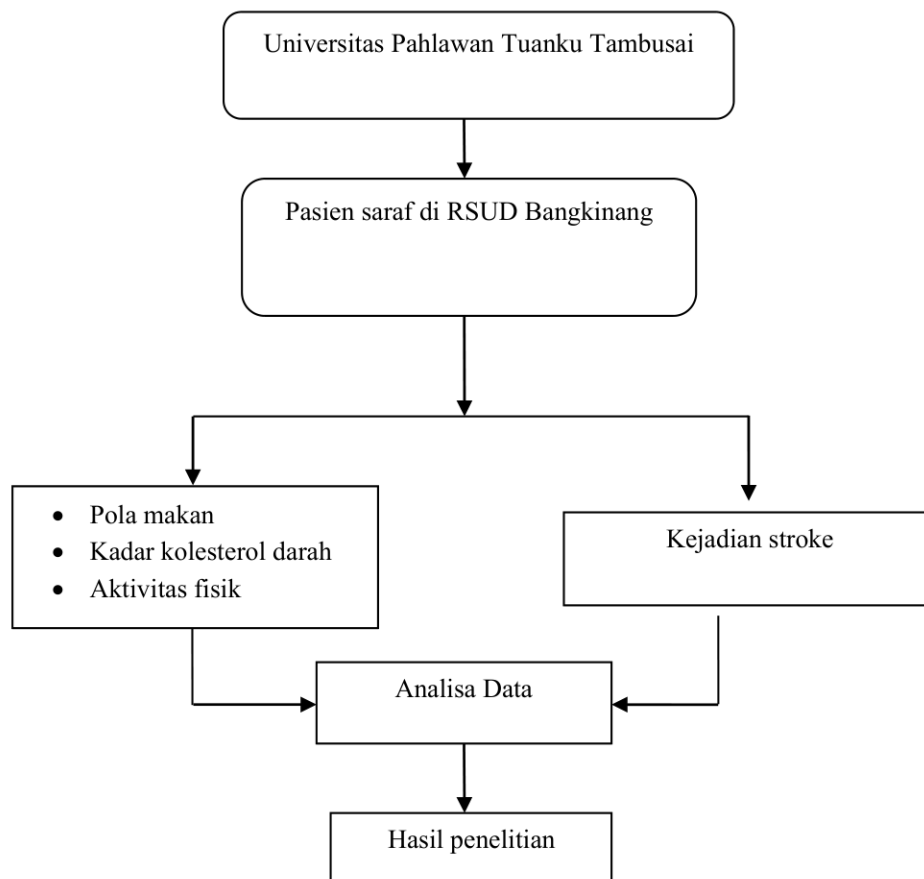 Universitas Pahlawan Tuanku Tambusai
Pasien saraf di RSUD Bangkinang
• Pola makan
• Kadar kolesterol darah
• Aktivitas fisik
Kejadian stroke
Analisa Data
Hasil penelitian